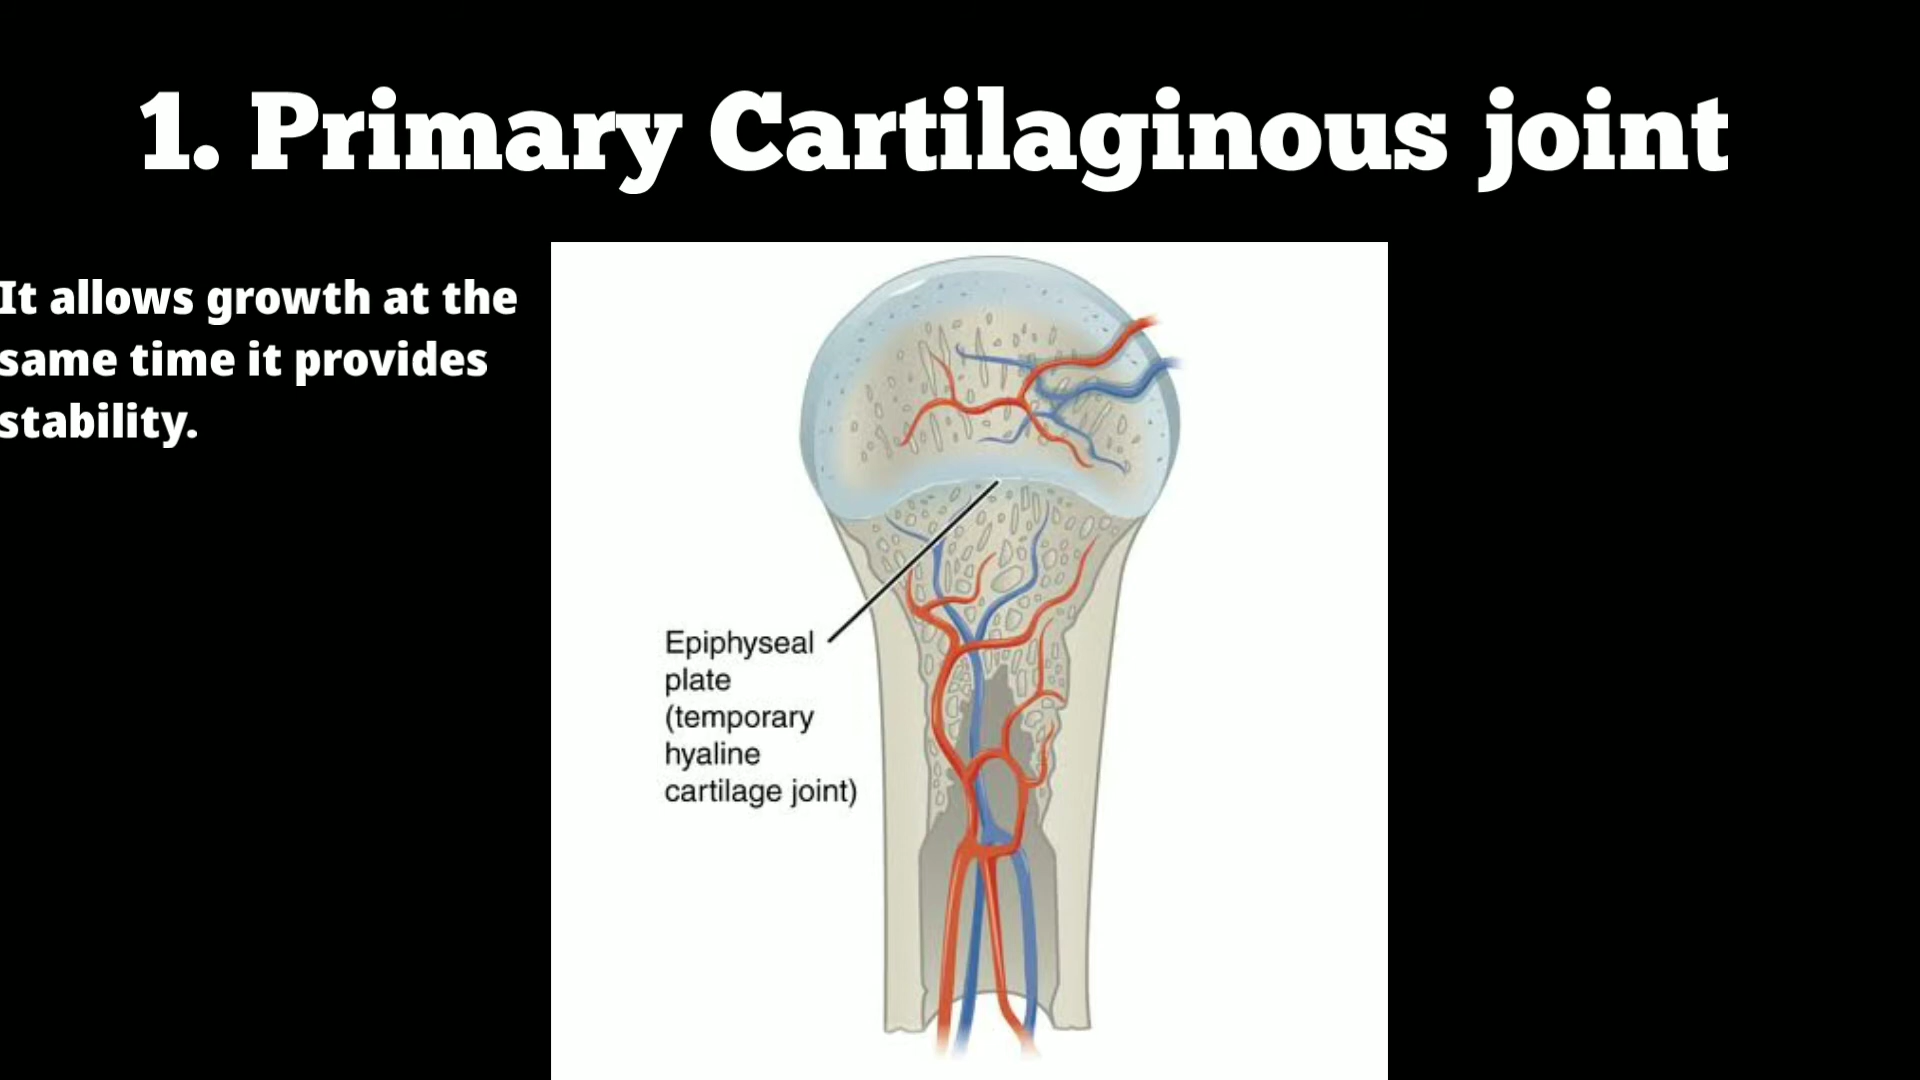 1. Primary Cartilaginous joint
It allows growth at the
same time it provides
stability.
Epiphyseal
plate
(temporary
hyaline
cartilage joint)